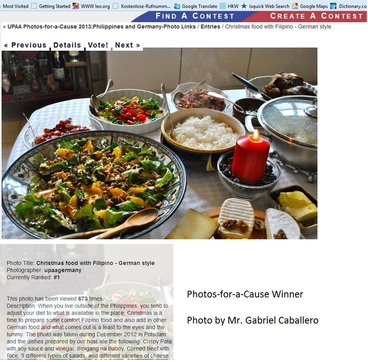 Most Visited Getting Started WWW leo.org Kostenlose-Rufnum... Google Translate HKW Ixquick Web Search Google Maps Dictionary.co
FIND A CONTEST CREATE A CONTEST
» UPAA Photos-for-a-Cause 2013:Philippines and Germany-Photo Links / Entries / Christmas food with Filipino - German style
« Previous Details Vote! Next »
Photo Title: Christmas food with Filipino - German style
Photographer: upaagermany
Currently Ranked: #1
This photo has been viewed 673 times.
Description: When you live outside of the Philippines, you tend to
adjust your diet to what is available in the place. Christmas is a
time to prepare some comfort Filipino food and also add in other
German food and what comes out is a feast to the eyes and the
tummy. The photo was taken during December 2012 in Potsdam
and the dishes prepared by our host are the following: Crispy Pata
with soy sauce and vinegar, Sinigang na Baboy, Corned Beef with
Rice, 3 different types of salads, and different varieties of cheese
Photos-for-a-Cause Winner
Photo by Mr. Gabriel Caballero